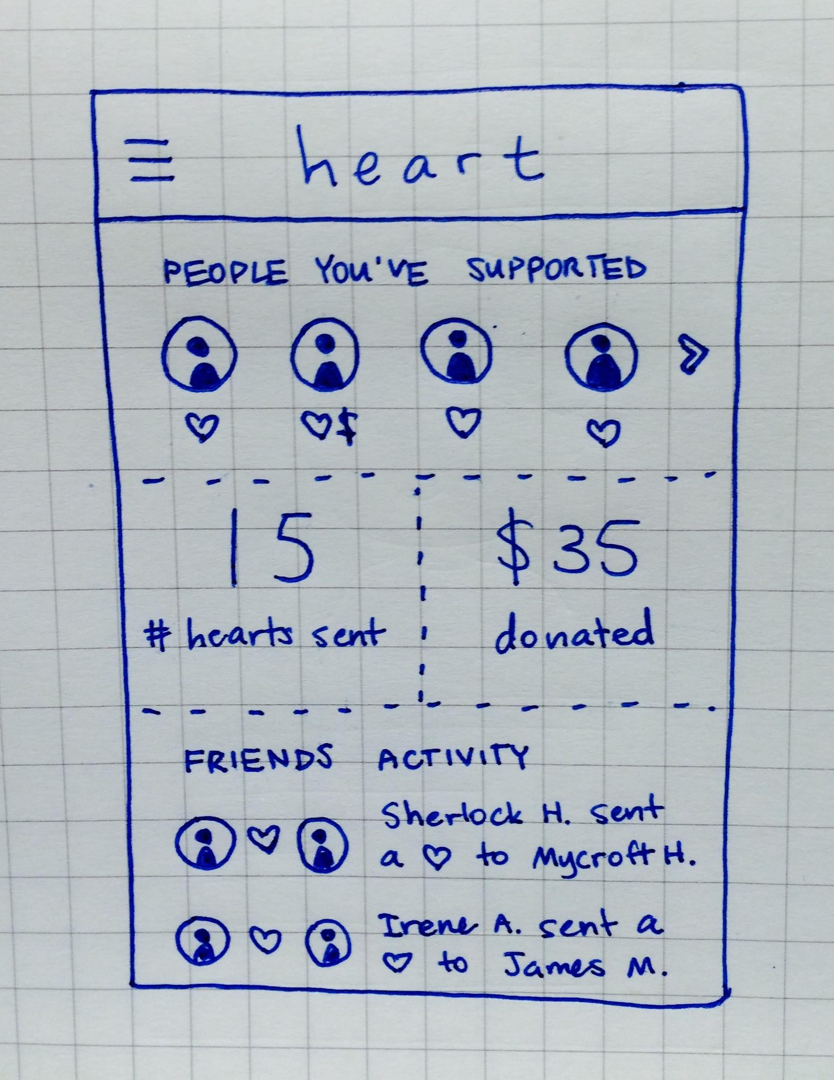 heart
PEOPLE YOU'VE SUPPORTED
♡ ♡$ ♡ ♡
15
# hearts sent
$35
donated
FRIENDS ACTIVITY
Sherlock H. sent
a ♡ to Mycroft H.
Irene A. sent a
♡ to James M.